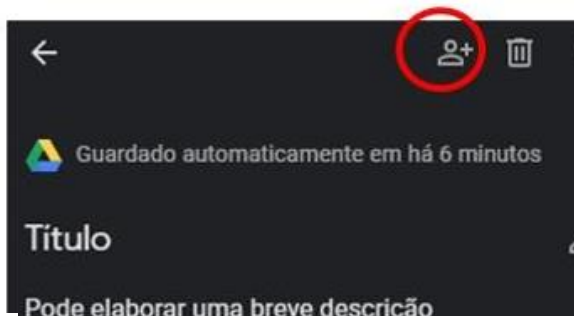 Guardado automaticamente em há 6 minutos
Título
Pode elaborar uma breve descrição